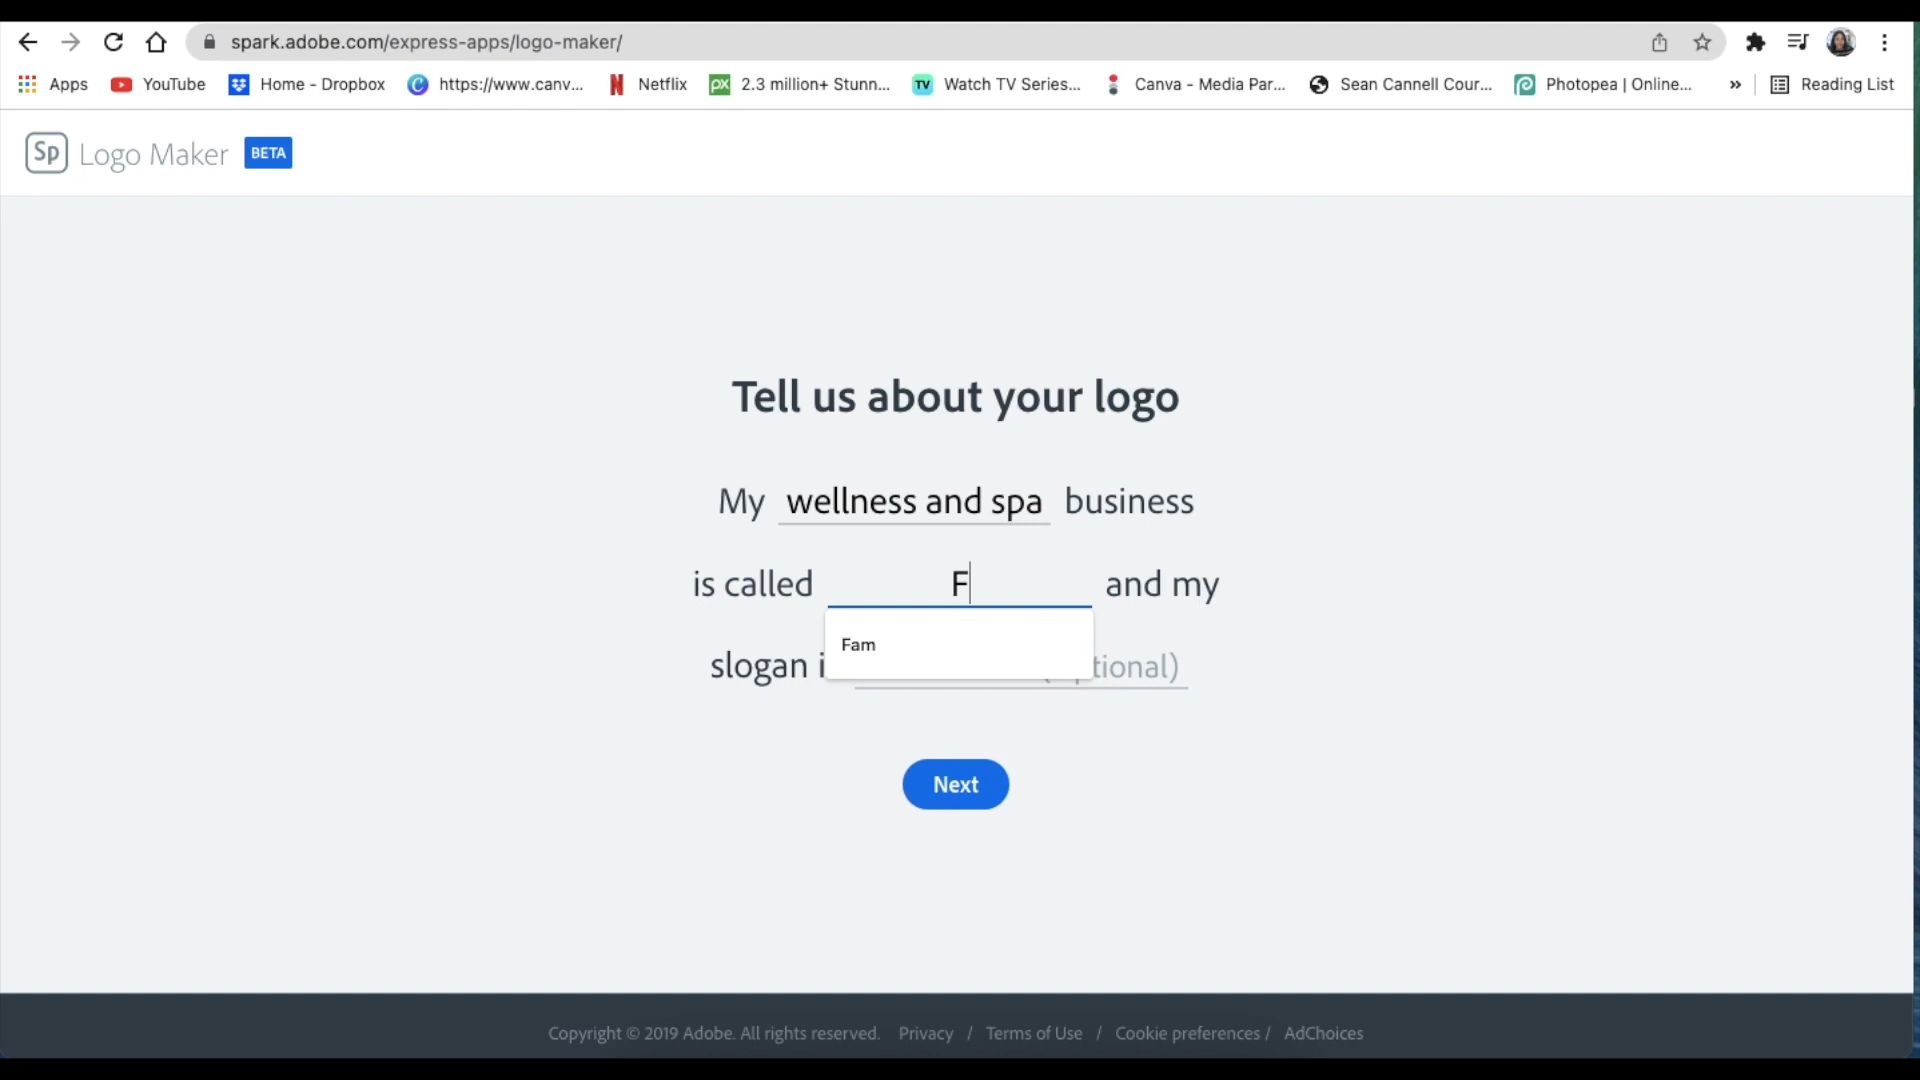 spark.adobe.com/express-apps/logo-maker/
Apps YouTube Home - Dropbox https://www.canv... Netflix PX 2.3 million+ Stunn... TV Watch TV Series... Canva - Media Par... Sean Cannell Cour... Photopea | Online... » Reading List
Sp Logo Maker BETA
Tell us about your logo
My wellness and spa business
is called F and my
Fam
slogan i tional)
Next
Copyright © 2019 Adobe. All rights reserved. Privacy / Terms of Use / Cookie preferences / AdChoices